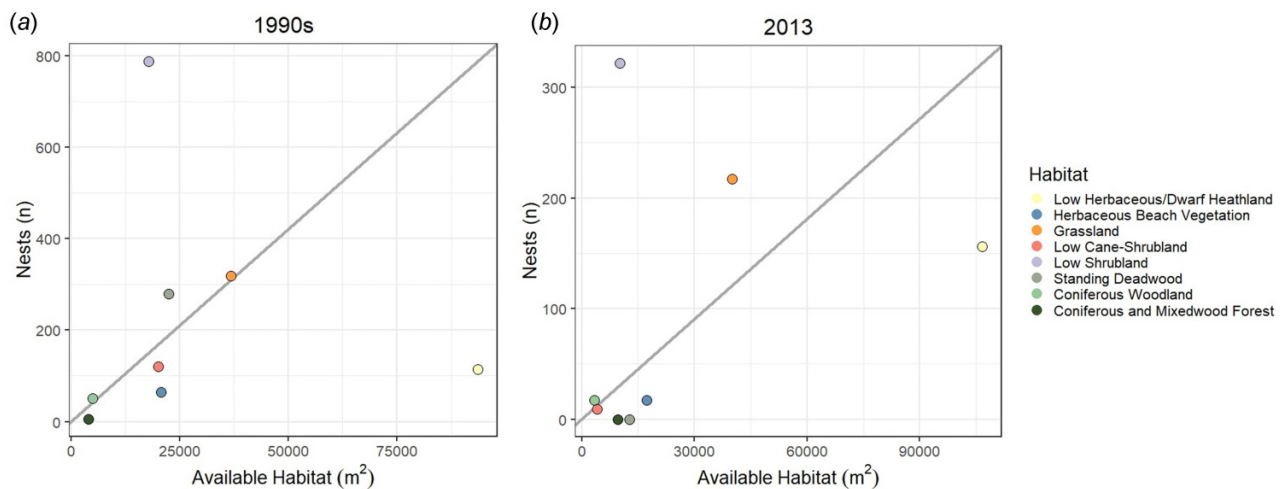 (a)
1990s
800
600
400
200
0
Nests (n)
0
25000
50000
75000
Available Habitat (m²)
(b)
2013
300
200
100
0
Nests (n)
0
30000
60000
90000
Available Habitat (m²)
Habitat
Low Herbaceous/Dwarf Heathland
Herbaceous Beach Vegetation
Grassland
Low Cane-Shrubland
Low Shrubland
Standing Deadwood
Coniferous Woodland
Coniferous and Mixedwood Forest